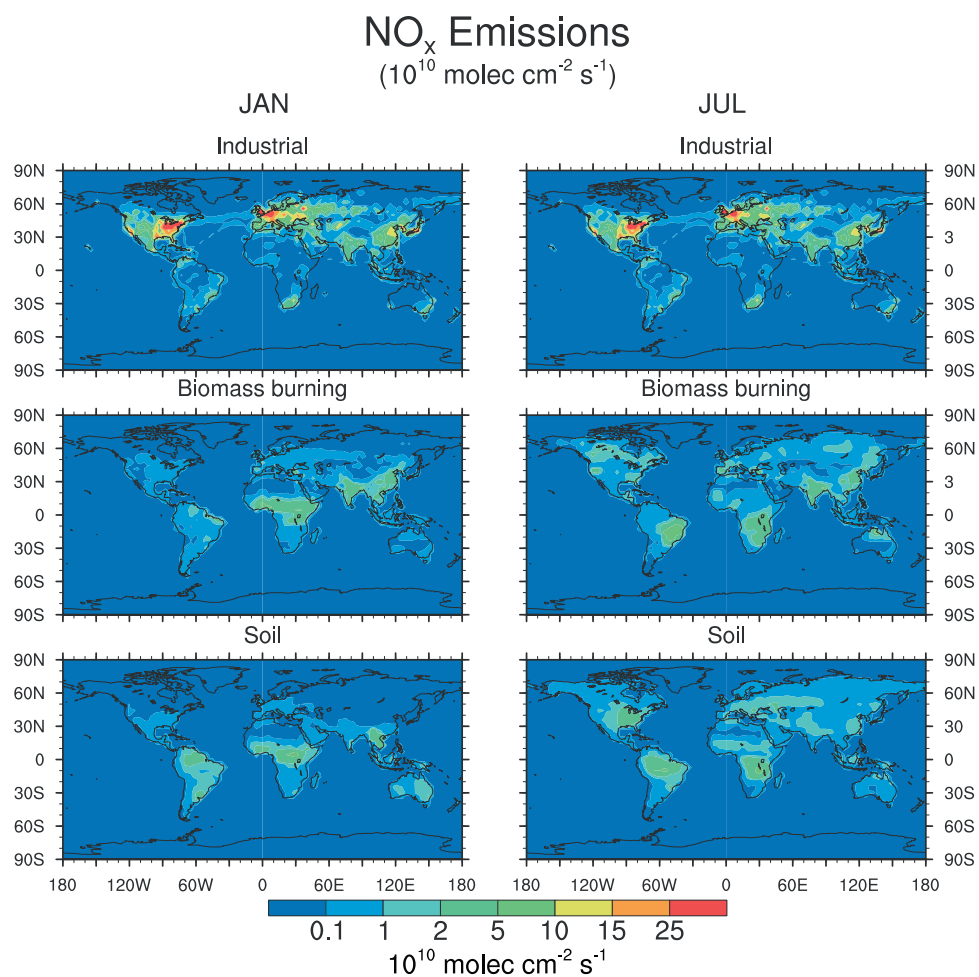 NOx Emissions
(10^10 molec cm^-2 s^-1)
JAN
JUL
Industrial
Industrial
90N
60N
30N
0
30S
60S
90S
90N
60N
3
0
30S
60S
90S
Biomass burning
Biomass burning
90N
60N
30N
0
30S
60S
90S
90N
60N
3
0
30S
60S
90S
Soil
Soil
90N
60N
30N
0
30S
60S
90S
90N
60N
30N
0
30S
60S
90S
180 120W 60W 0 60E 120E 180
180 120W 60W 0 60E 120E 180
0.1 1 2 5 10 15 25
10^10 molec cm^-2 s^-1